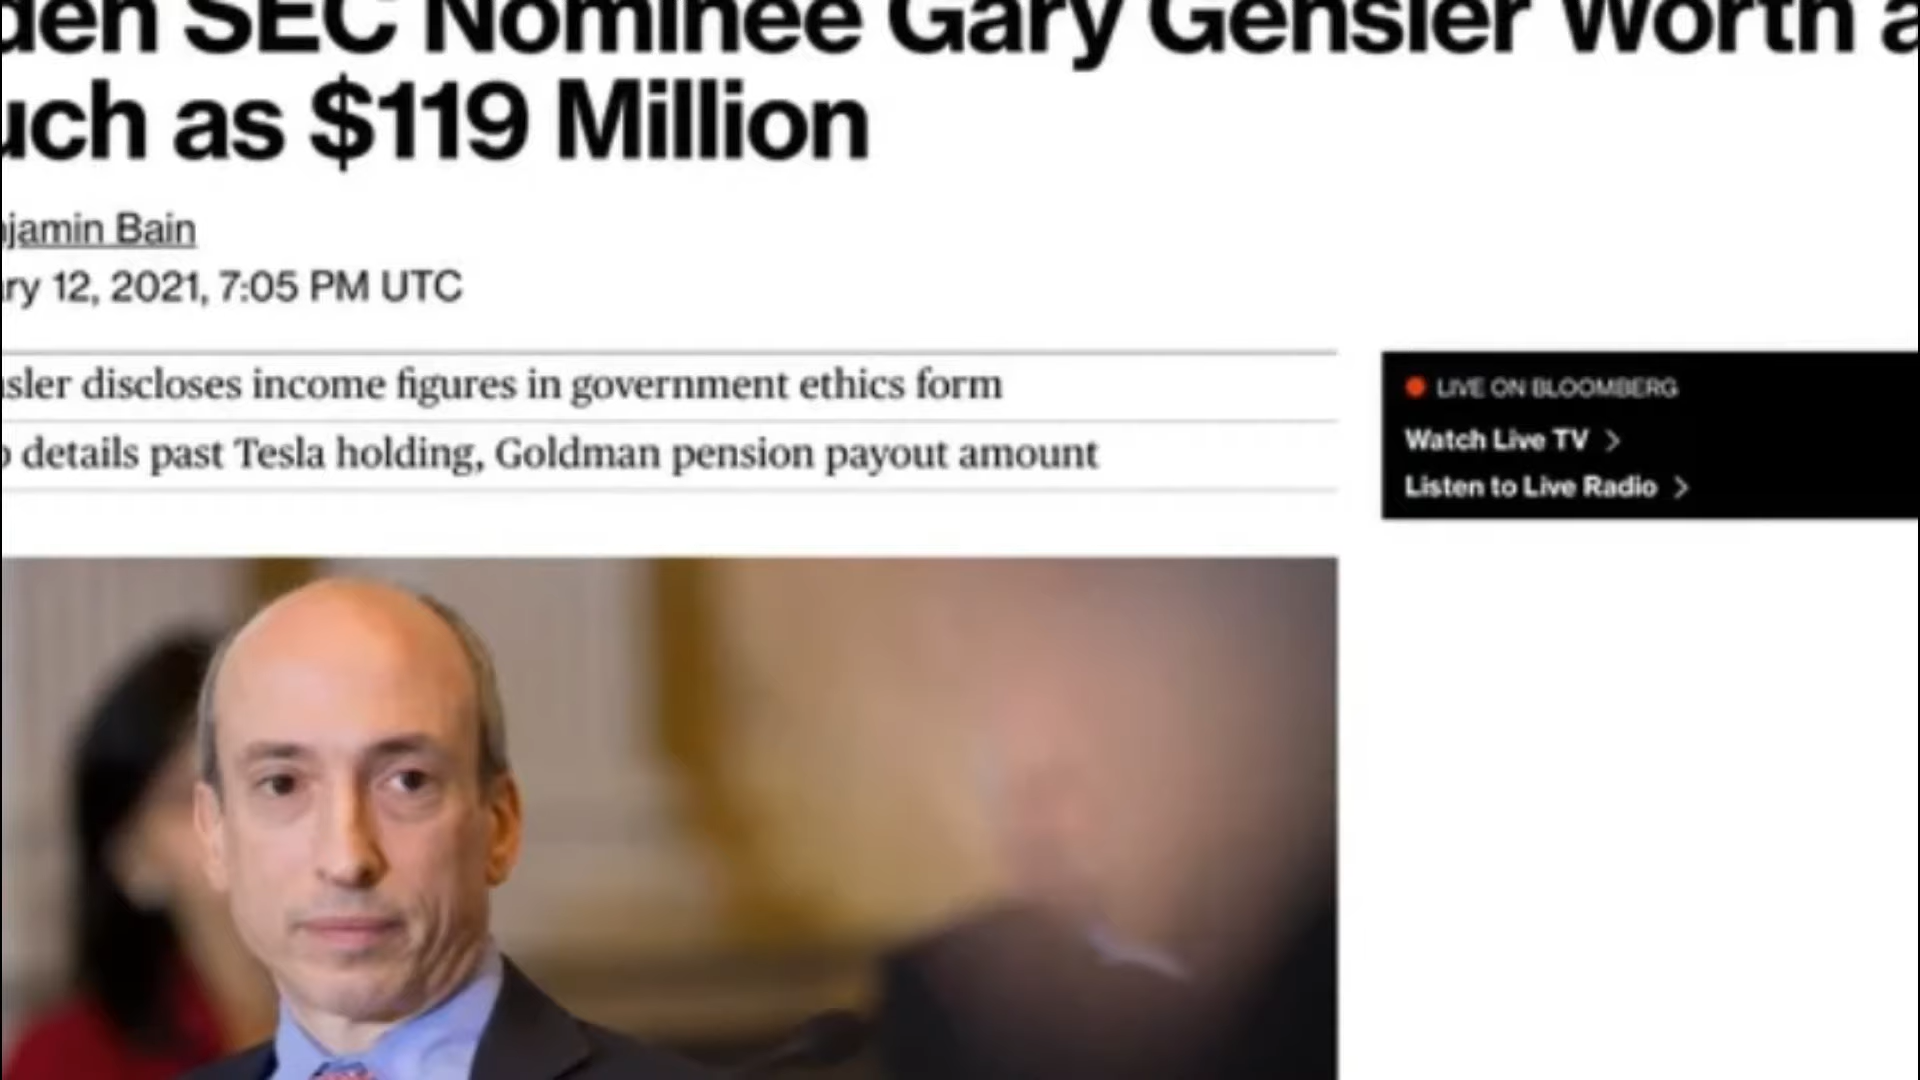 den SEC Nominee Gary Gensler Worth a
uch as $119 Million
njamin Bain
ry 12, 2021, 7:05 PM UTC
sler discloses income figures in government ethics form
o details past Tesla holding, Goldman pension payout amount
LIVE ON BLOOMBERG
Watch Live TV
Listen to Live Radio